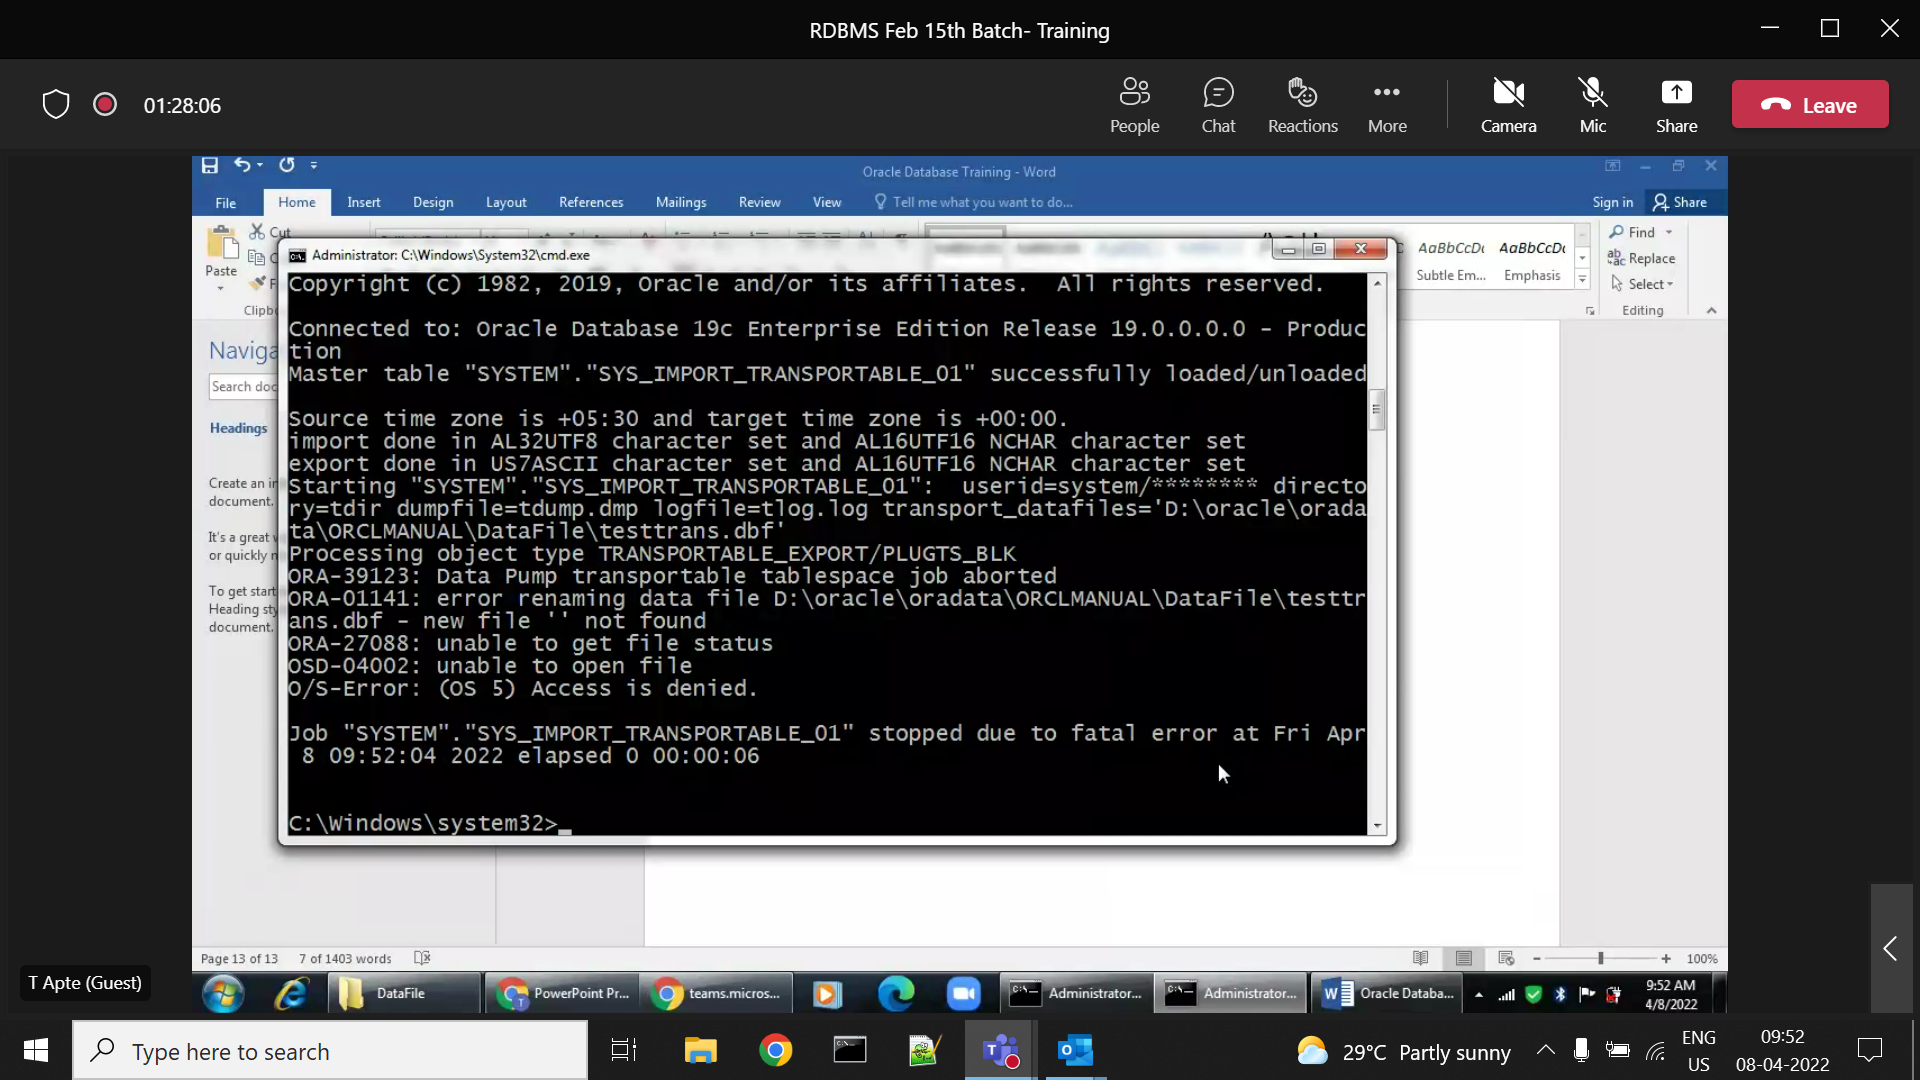 RDBMS Feb 15th Batch- Training
01:28:06
People
Chat
Reactions
More
Camera
Mic
Share
Leave
Oracle Database Training - Word
File
Home
Insert
Design
Layout
References
Mailings
Review
View
Tell me what you want to do...
Sign in
Share
Cut
Paste
AaBbCcDc
AaBbCcDc
Subtle Em...
Emphasis
Find
Replace
Select
Editing
Administrator: C:\Windows\System32\cmd.exe
Copyright (c) 1982, 2019, Oracle and/or its affiliates.  All rights reserved.
Connected to: Oracle Database 19c Enterprise Edition Release 19.0.0.0.0 - Produc
tion
Master table "SYSTEM"."SYS_IMPORT_TRANSPORTABLE_01" successfully loaded/unloaded
Source time zone is +05:30 and target time zone is +00:00.
import done in AL32UTF8 character set and AL16UTF16 NCHAR character set
export done in US7ASCII character set and AL16UTF16 NCHAR character set
Starting "SYSTEM"."SYS_IMPORT_TRANSPORTABLE_01":  userid=system/******** directo
ry=tdir dumpfile=tdump.dmp logfile=tlog.log transport_datafiles='D:\oracle\orada
ta\ORCLMANUAL\DataFile\testtrans.dbf'
Processing object type TRANSPORTABLE_EXPORT/PLUGTS_BLK
ORA-39123: Data Pump transportable tablespace job aborted
ORA-01141: error renaming data file D:\oracle\oradata\ORCLMANUAL\DataFile\testtr
ans.dbf - new file '' not found
ORA-27088: unable to get file status
OSD-04002: unable to open file
O/S-Error: (OS 5) Access is denied.
Job "SYSTEM"."SYS_IMPORT_TRANSPORTABLE_01" stopped due to fatal error at Fri Apr
 8 09:52:04 2022 elapsed 0 00:00:06
C:\Windows\system32>
Clipb
Naviga
Search doc
Headings
Create an in
document.
It's a great w
or quickly n
To get start
Heading sty
document.
Page 13 of 13
7 of 1403 words
100%
T Apte (Guest)
DataFile
PowerPoint Pr...
teams.micros...
Administrator...
Administrator...
Oracle Databa...
9:52 AM
4/8/2022
Type here to search
29°C Partly sunny
ENG
US
09:52
08-04-2022